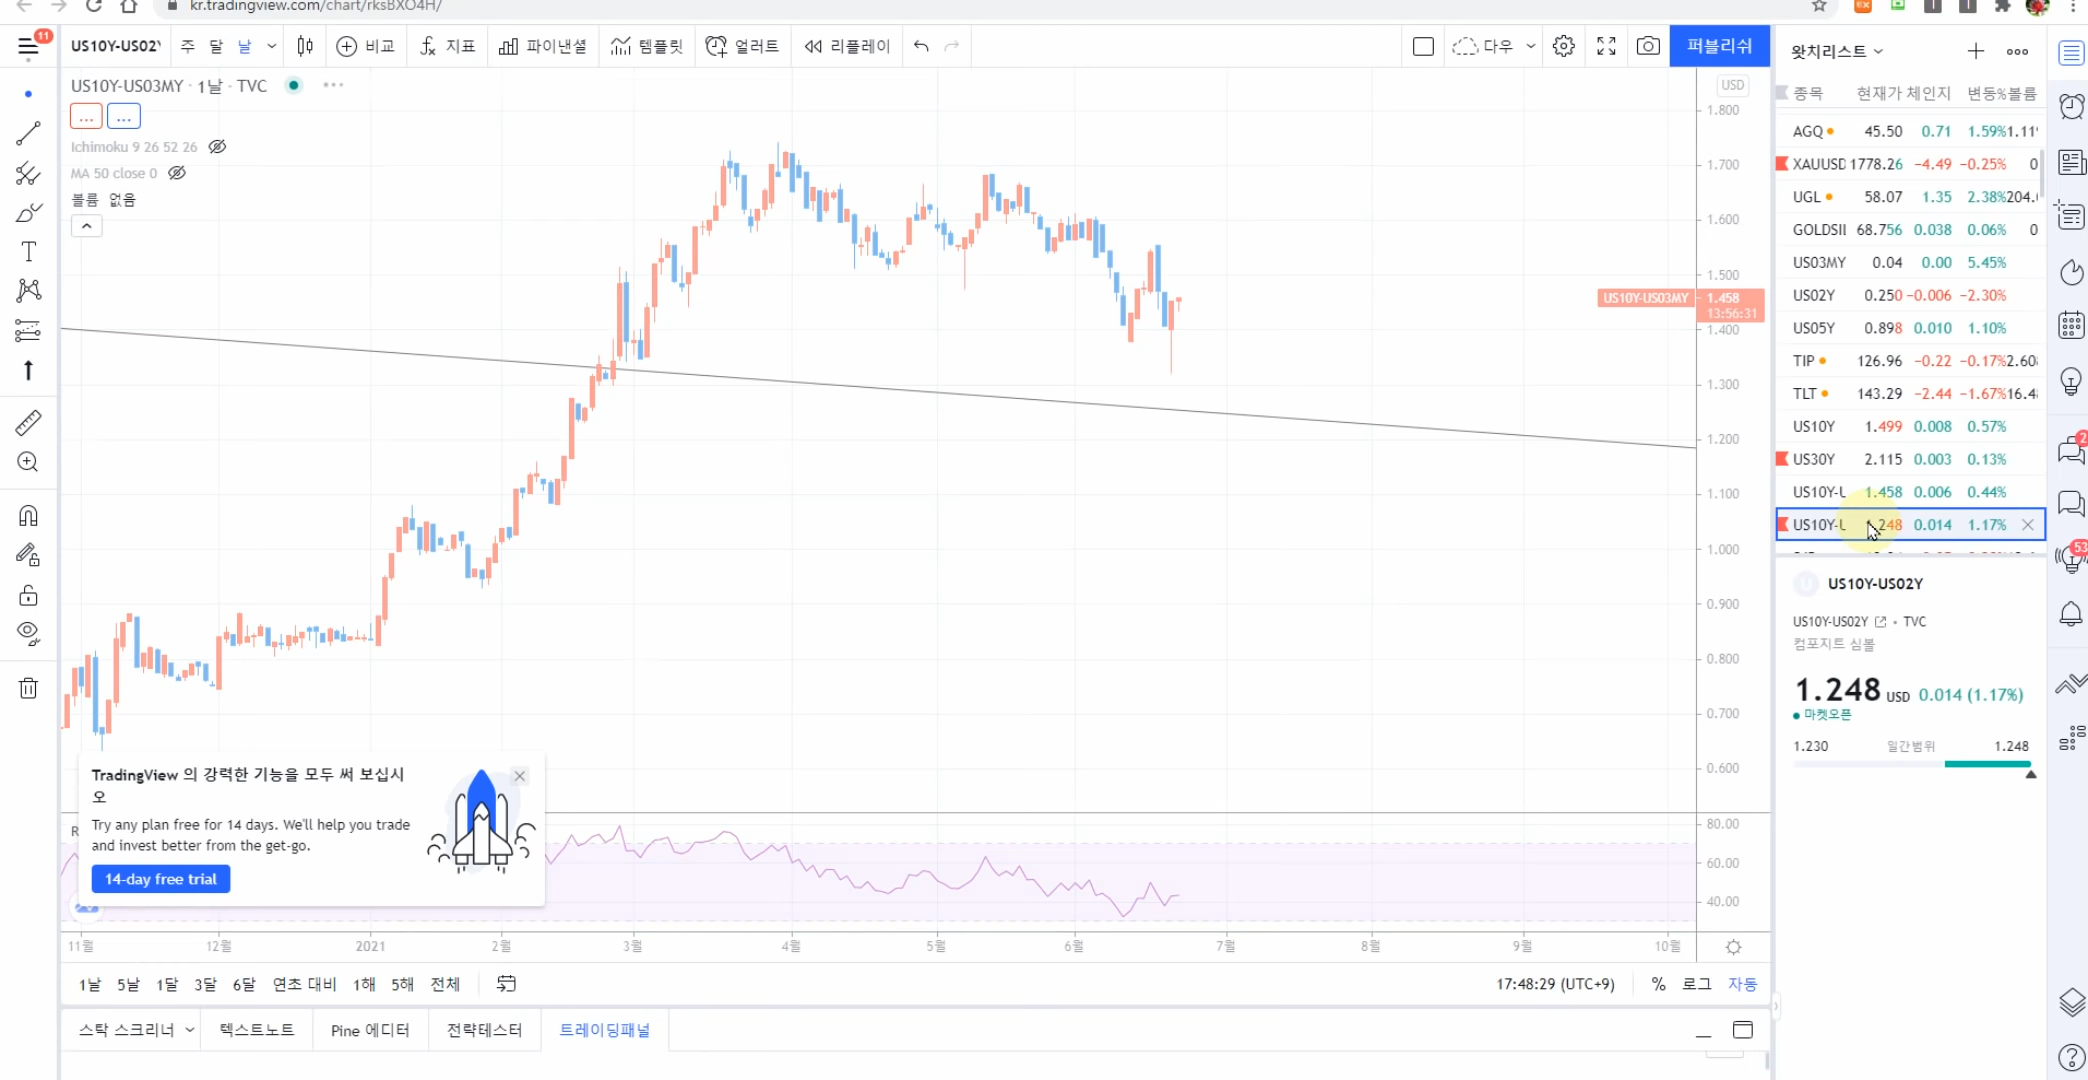 kr.tradingview.com/chart/rksBXO4H/
11
US10Y-US02Y
주 달 날
비교
지표
파이낸셜
템플릿
얼러트
리플레이
다우
퍼블리쉬
US10Y-US03MY · 1날 · TVC
USD
Ichimoku 9 26 52 26
MA 50 close 0
볼륨 없음
1.800
1.700
1.600
1.500
US10Y-US03MY 1.458
13:56:31
1.400
1.300
1.200
1.100
1.000
0.900
0.800
0.700
0.600
80.00
60.00
40.00
TradingView 의 강력한 기능을 모두 써 보십시
오
Try any plan free for 14 days. We'll help you trade
and invest better from the get-go.
14-day free trial
11월 12월 2021 2월 3월 4월 5월 6월 7월 8월 9월 10월
1날 5날 1달 3달 6달 연초 대비 1해 5해 전체
17:48:29 (UTC+9) % 로그 자동
스탁 스크리너 텍스트노트 Pine 에디터 전략테스터 트레이딩패널
왓치리스트
종목 현재가 체인지 변동% 볼륨
AGQ 45.50 0.71 1.59%
XAUUSD 1778.26 −4.49 −0.25% 0
UGL 58.07 1.35 2.38% 204.
GOLDSIL 68.756 0.038 0.06% 0
US03MY 0.04 0.00 5.45%
US02Y 0.250 −0.006 −2.30%
US05Y 0.898 0.010 1.10%
TIP 126.96 −0.22 −0.17% 2.60
TLT 143.29 −2.44 −1.67% 16.4
US10Y 1.499 0.008 0.57%
US30Y 2.115 0.003 0.13%
US10Y-U 1.458 0.006 0.44%
US10Y-U 1.248 0.014 1.17%
US10Y-US02Y
US10Y-US02Y • TVC
컴포지트 심볼
1.248 USD 0.014 (1.17%)
마켓오픈
1.230 일간범위 1.248
2
53